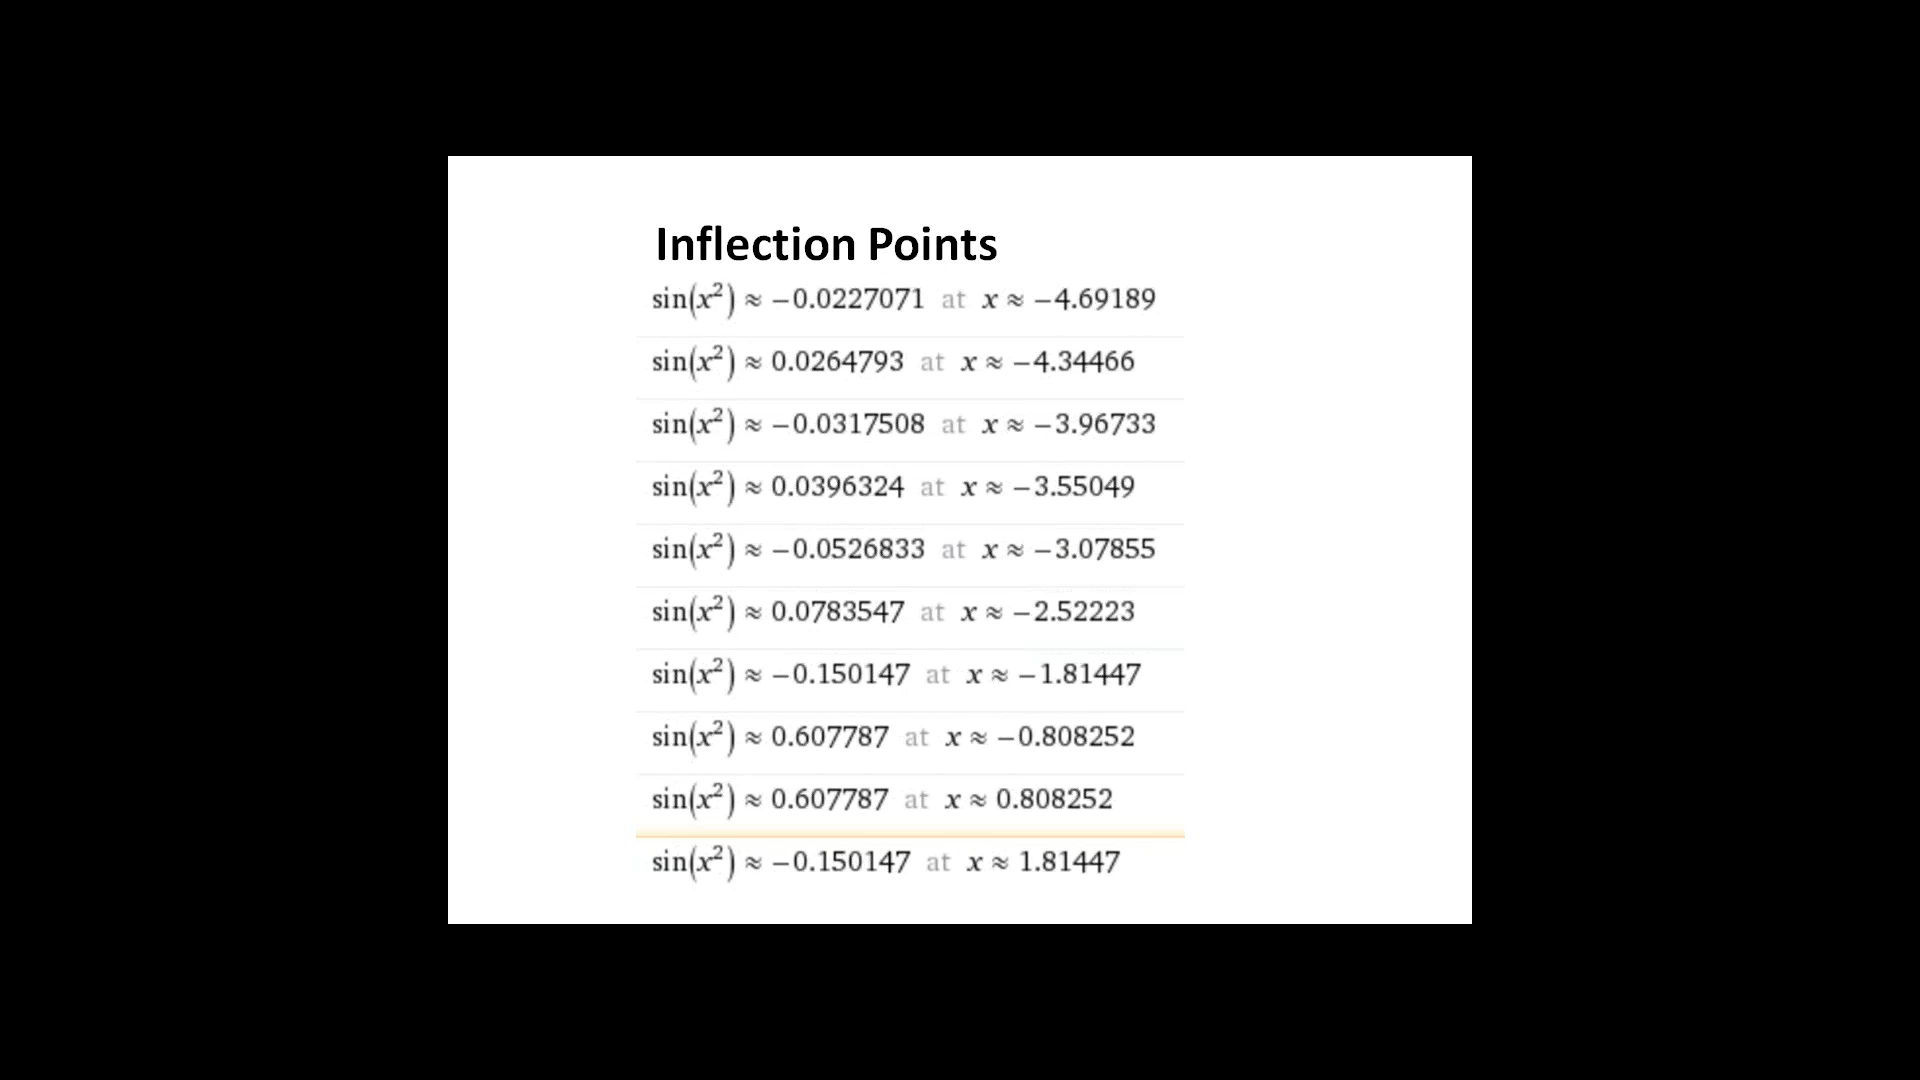 Inflection Points
sin(x²) ≈ −0.0227071 at x ≈ −4.69189
sin(x²) ≈ 0.0264793 at x ≈ −4.34466
sin(x²) ≈ −0.0317508 at x ≈ −3.96733
sin(x²) ≈ 0.0396324 at x ≈ −3.55049
sin(x²) ≈ −0.0526833 at x ≈ −3.07855
sin(x²) ≈ 0.0783547 at x ≈ −2.52223
sin(x²) ≈ −0.150147 at x ≈ −1.81447
sin(x²) ≈ 0.607787 at x ≈ −0.808252
sin(x²) ≈ 0.607787 at x ≈ 0.808252
sin(x²) ≈ −0.150147 at x ≈ 1.81447